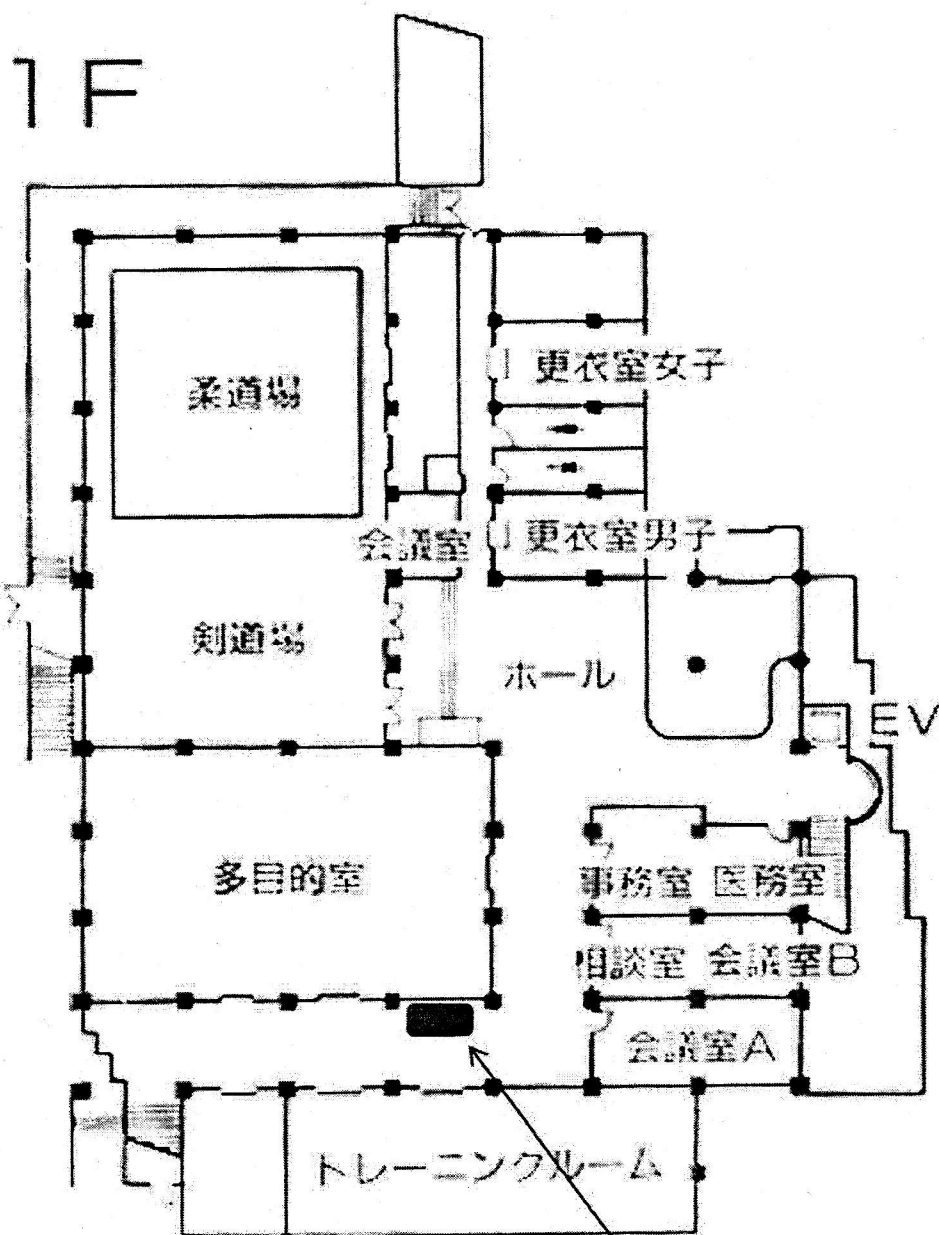 1F
更衣室女子
柔道場
会議室
更衣室男子
剣道場
ホール
EV
多目的室
事務室 医務室
相談室 会議室B
会議室A
トレーニングルーム